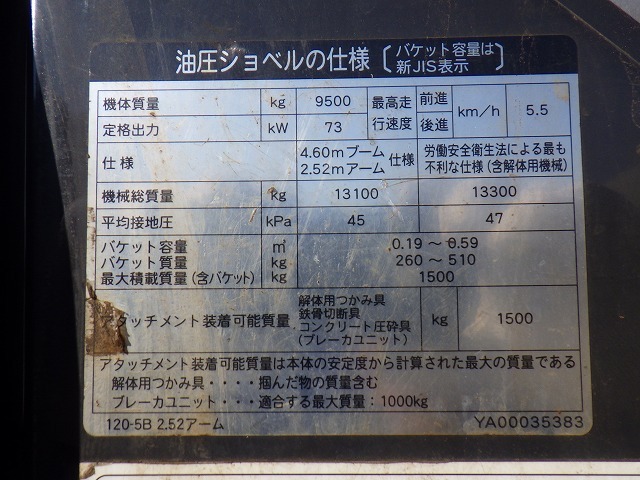 油圧ショベルの仕様〔バケット容量は新JIS表示〕
機体質量 kg 9500 最高走行速度 前進 後進 km/h 5.5
定格出力 kW 73
仕様 4.60mブーム 2.52mアーム 仕様 労働安全衛生法による最も不利な仕様(含解体用機械)
機械総質量 kg 13100 13300
平均接地圧 kPa 45 47
バケット容量 ㎥ 0.19～0.59
バケット質量 kg 260～510
最大積載質量(含バケット) kg 1500
アタッチメント装着可能質量 解体用つかみ具 鉄骨切断具 コンクリート圧砕具 (ブレーカユニット) kg 1500
アタッチメント装着可能質量は本体の安定度から計算された最大の質量である
解体用つかみ具・・・・掴んだ物の質量含む
ブレーカユニット・・・適合する最大質量：1000kg
120-5B 2.52アーム YA00035383